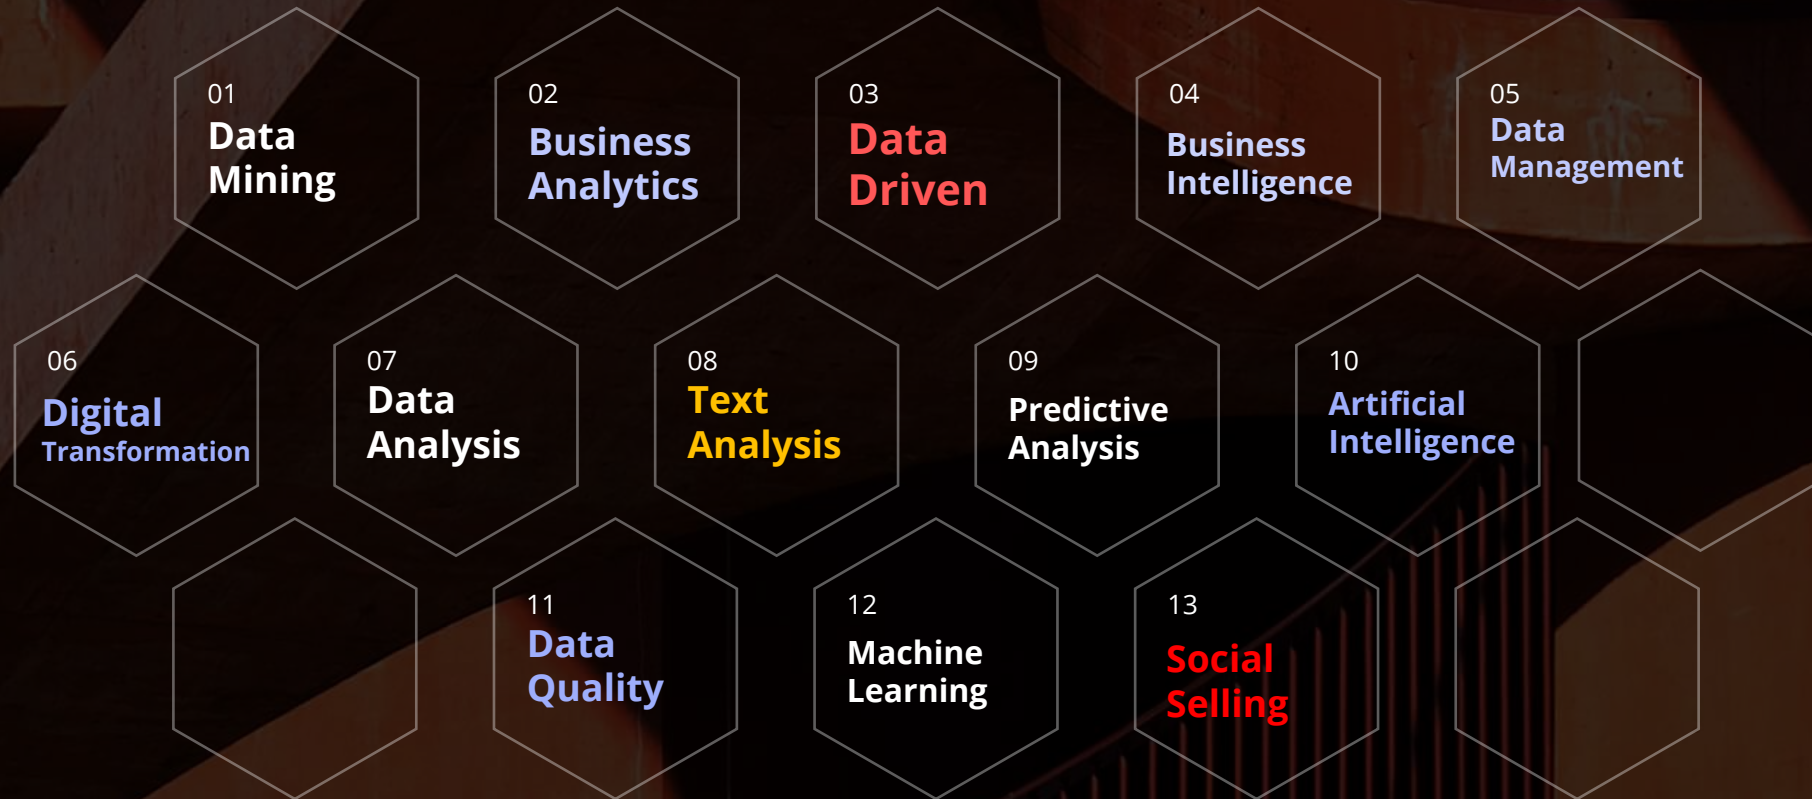 01
Data
Mining
02
Business
Analytics
03
Data
Driven
04
Business
Intelligence
05
Data
Management
06
Digital
Transformation
07
Data
Analysis
08
Text
Analysis
09
Predictive
Analysis
10
Artificial
Intelligence
11
Data
Quality
12
Machine
Learning
13
Social
Selling